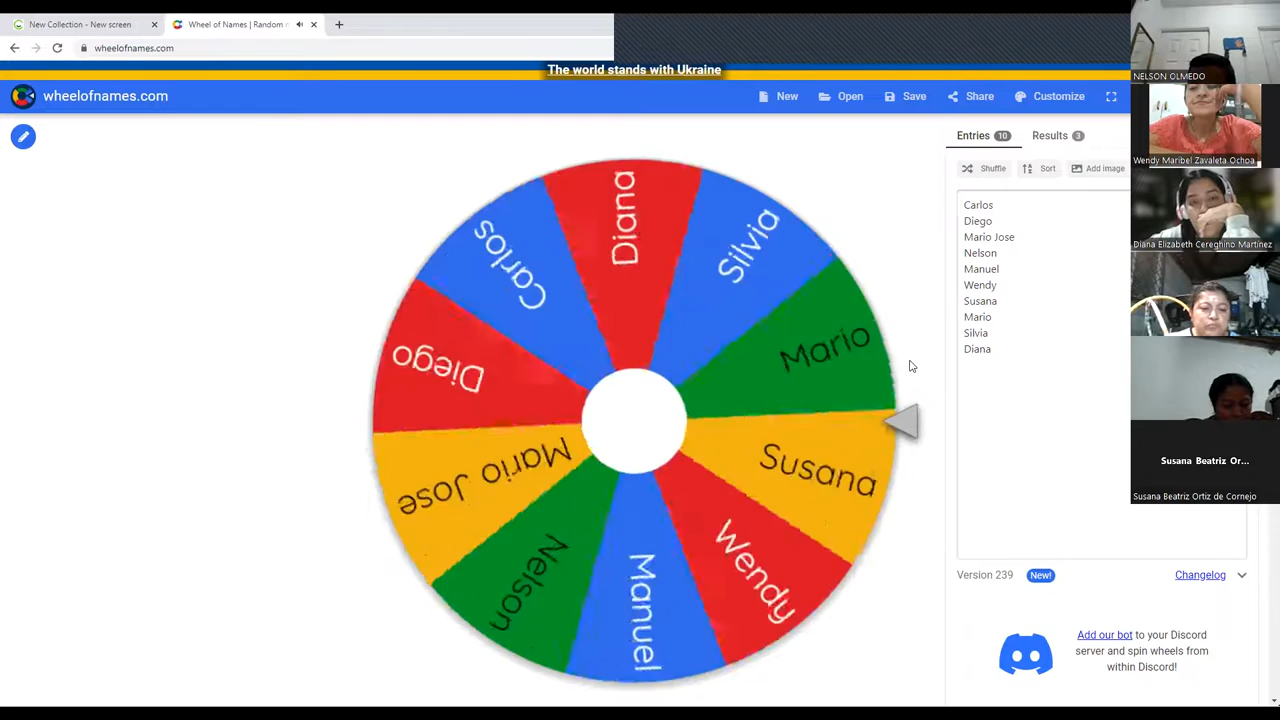 New Collection - New screen
Wheel of Names | Random n
wheelofnames.com
The world stands with Ukraine
wheelofnames.com
New
Open
Save
Share
Customize
Entries 10
Results 3
Shuffle
Sort
Add image
Carlos
Diego
Mario Jose
Nelson
Manuel
Wendy
Susana
Mario
Silvia
Diana
Diana
Silvia
Mario
Susana
Wendy
Manuel
Nelson
Mario Jose
Diego
Carlos
Version 239
New!
Changelog
Add our bot to your Discord
server and spin wheels from
within Discord!
NELSON OLMEDO
Wendy Maribel Zavaleta Ochoa
Diana Elizabeth Cereghino Martínez
Susana Beatriz Or...
Susana Beatriz Ortiz de Cornejo